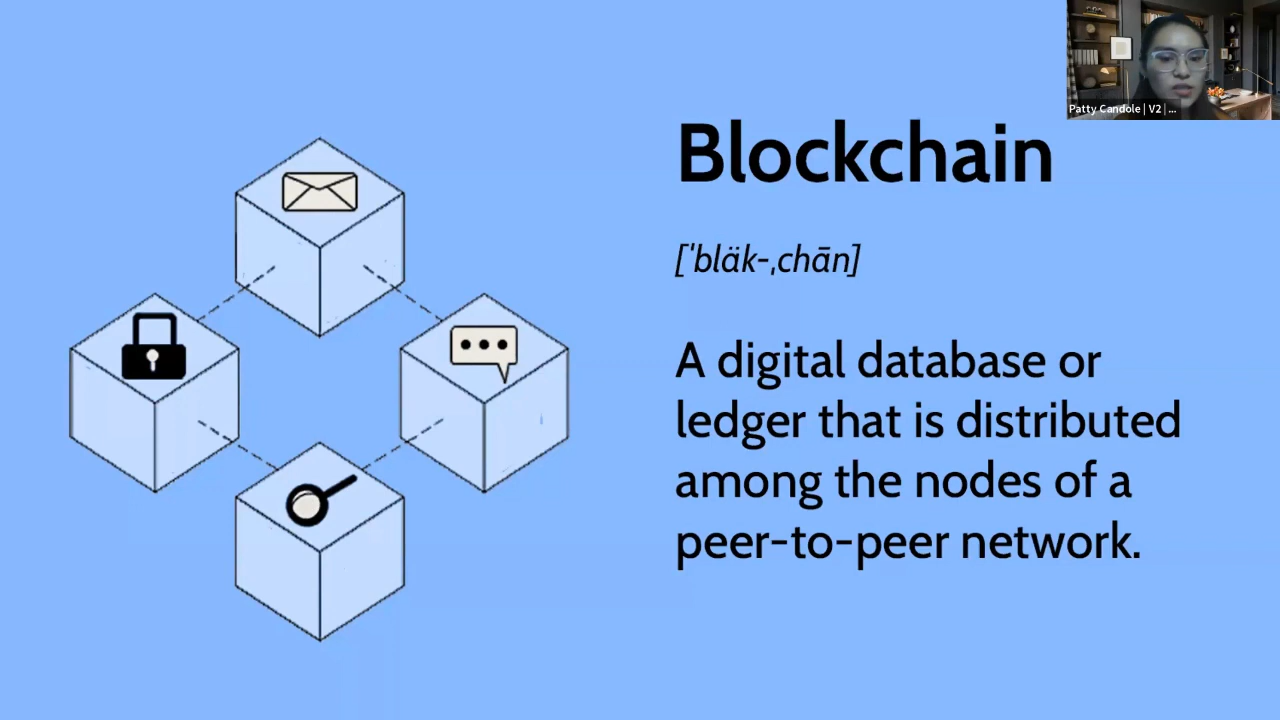 Patty Candole | V2 | ...
Blockchain
[ˈbläk-ˌchān]
A digital database or
ledger that is distributed
among the nodes of a
peer-to-peer network.